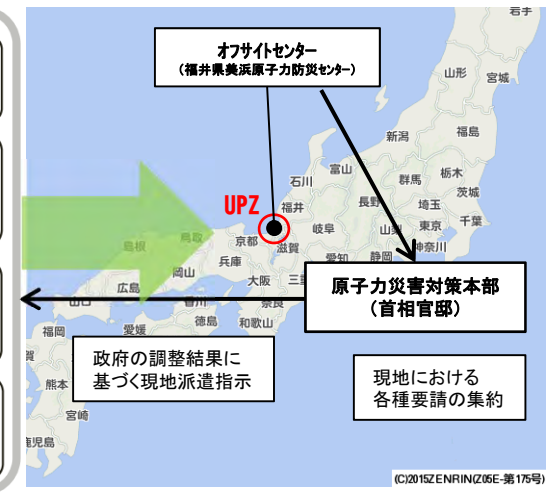 岩手
オフサイトセンター
(福井県美浜原子力防災センター)
山形
宮城
新潟
福島
富山
石川
栃木
群馬
茨城
長野
福井
UPZ
埼玉
岐阜
千葉
山梨
東京
京都
鳥取
島根
滋賀
神奈川
兵庫
愛知
静岡
岡山
大阪
三重
広島
奈良
山口
香川
原子力災害対策本部
(首相官邸)
徳島
和歌山
愛媛
福岡
政府の調整結果に
基づく現地派遣指示
現地における
各種要請の集約
賀
熊本
宮崎
鹿児島
(C)2015ZENRIN(Z05E-第175号)